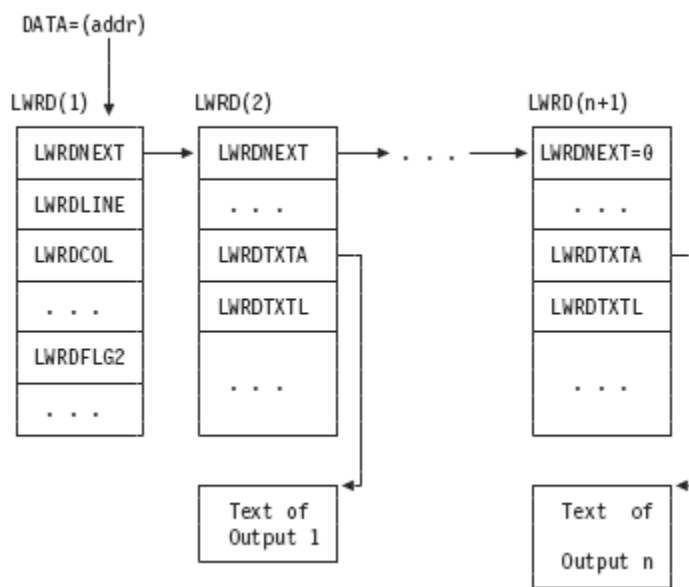 DATA=(addr)
LWRD(1)
LWRD(2)
LWRD(n+1)
LWRDNEXT
LWRDNEXT
. . .
LWRDNEXT=0
LWRDLINE
. . .
. . .
LWRDCOL
LWRDTXTA
LWRDTXTA
. . .
LWRDTXTL
LWRDTXTL
LWRDFLG2
. . .
. . .
. . .
Text of
Output 1
Text of
Output n